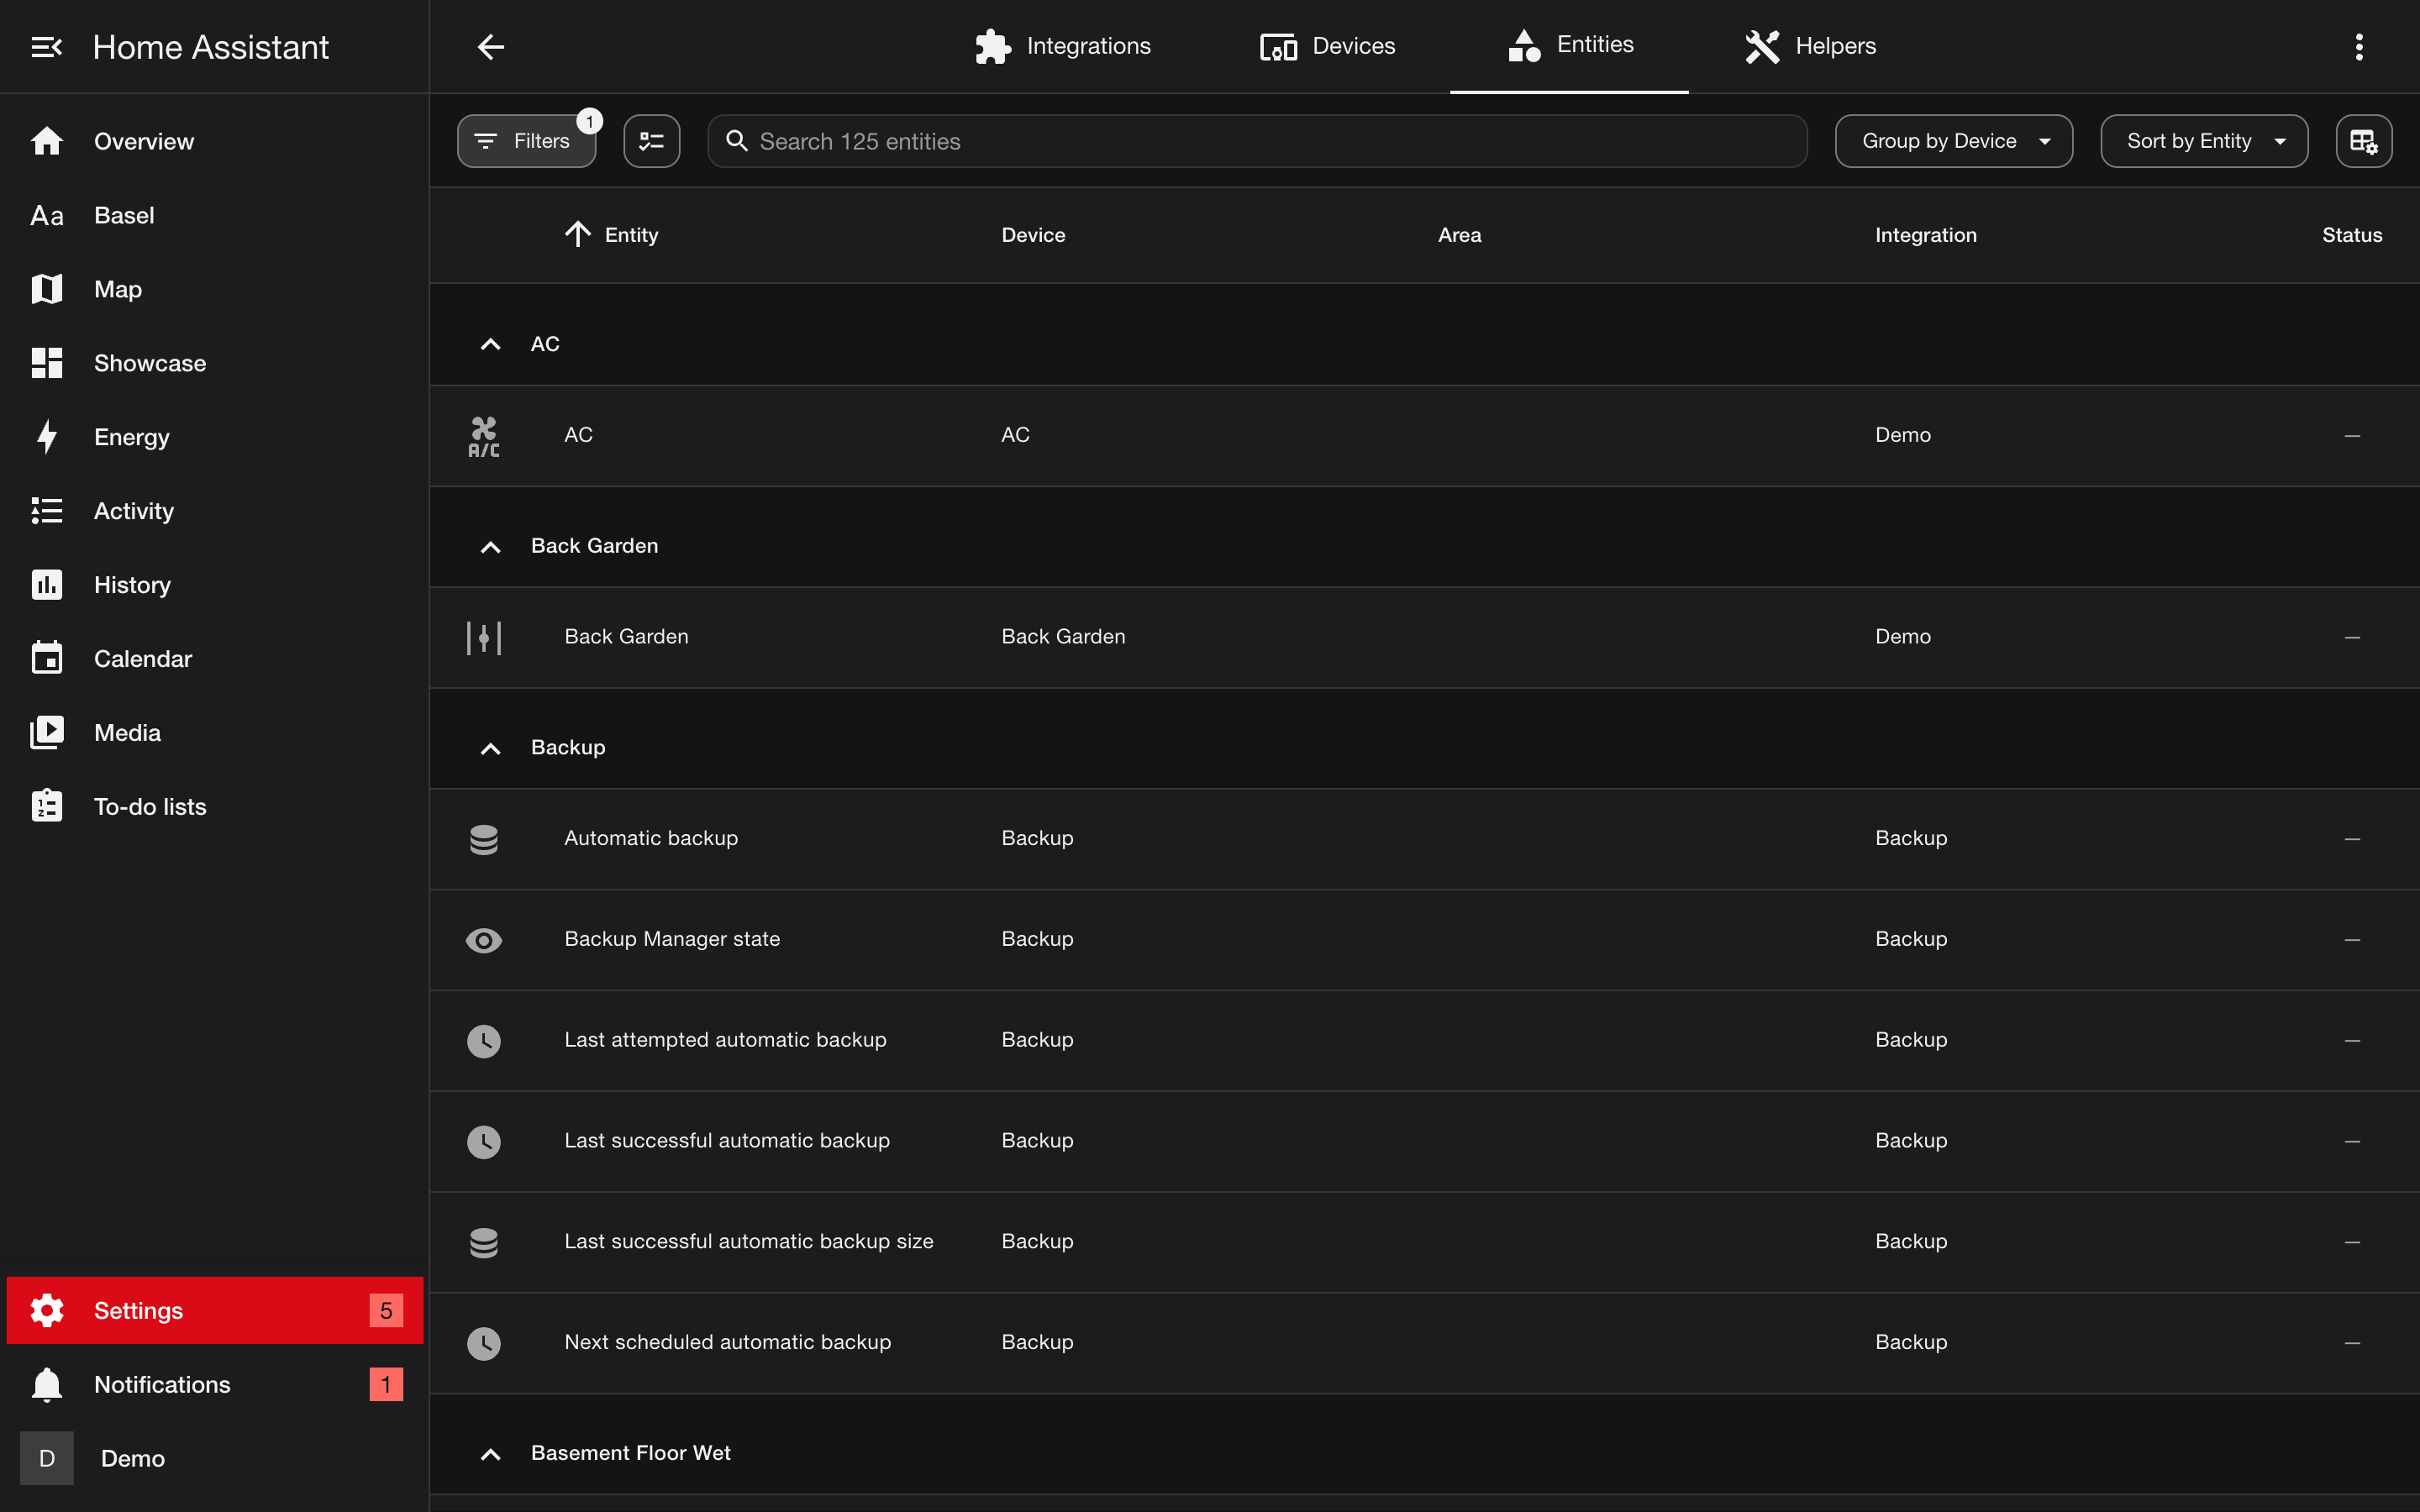 Home Assistant
Integrations
Devices
Entities
Helpers
Overview
Aa Basel
Map
Showcase
Energy
Activity
History
Calendar
Media
To-do lists
Settings 5
Notifications 1
D Demo
Filters 1
Search 125 entities
Group by Device
Sort by Entity
Entity Device Area Integration Status
AC
A/C AC AC Demo —
Back Garden
Back Garden Back Garden Demo —
Backup
Automatic backup Backup Backup —
Backup Manager state Backup Backup —
Last attempted automatic backup Backup Backup —
Last successful automatic backup Backup Backup —
Last successful automatic backup size Backup Backup —
Next scheduled automatic backup Backup Backup —
Basement Floor Wet